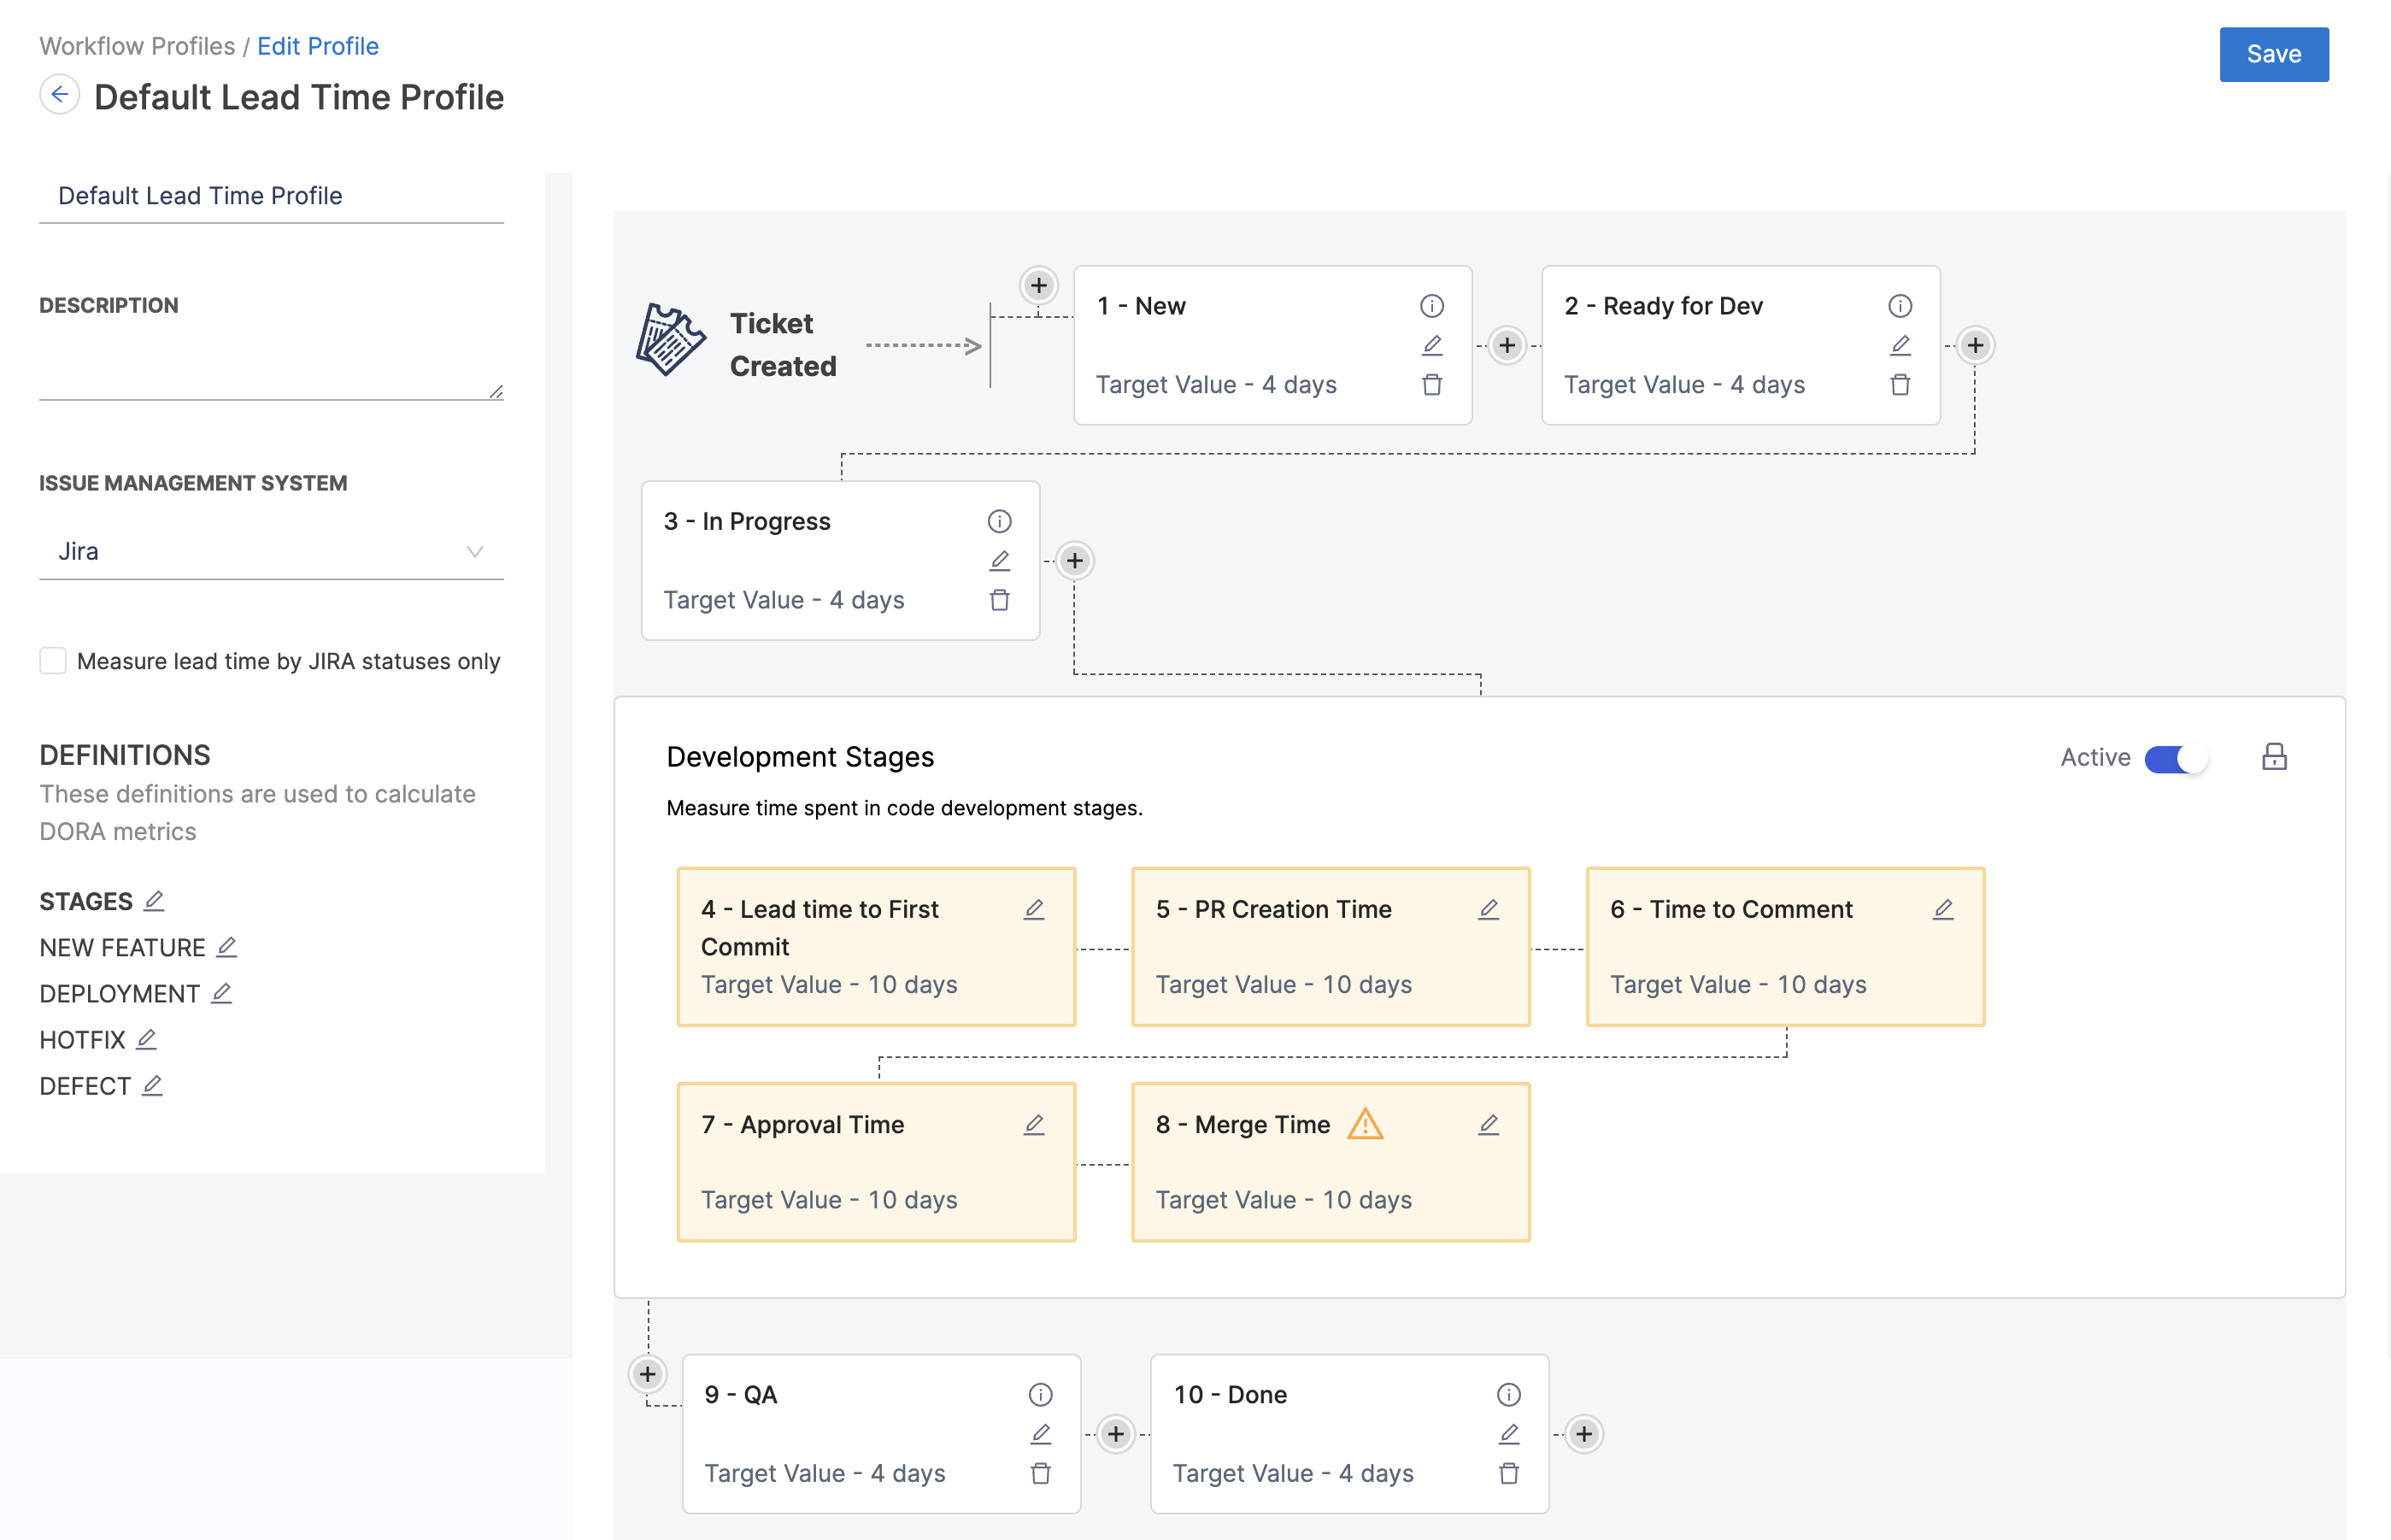 Workflow Profiles / Edit Profile
Save
Default Lead Time Profile
Default Lead Time Profile
DESCRIPTION
ISSUE MANAGEMENT SYSTEM
Jira
Measure lead time by JIRA statuses only
DEFINITIONS
These definitions are used to calculate
DORA metrics
STAGES
NEW FEATURE
DEPLOYMENT
HOTFIX
DEFECT
Ticket
Created
1 - New
Target Value - 4 days
2 - Ready for Dev
Target Value - 4 days
3 - In Progress
Target Value - 4 days
Development Stages
Active
Measure time spent in code development stages.
4 - Lead time to First
Commit
Target Value - 10 days
5 - PR Creation Time
Target Value - 10 days
6 - Time to Comment
Target Value - 10 days
7 - Approval Time
Target Value - 10 days
8 - Merge Time
Target Value - 10 days
9 - QA
Target Value - 4 days
10 - Done
Target Value - 4 days